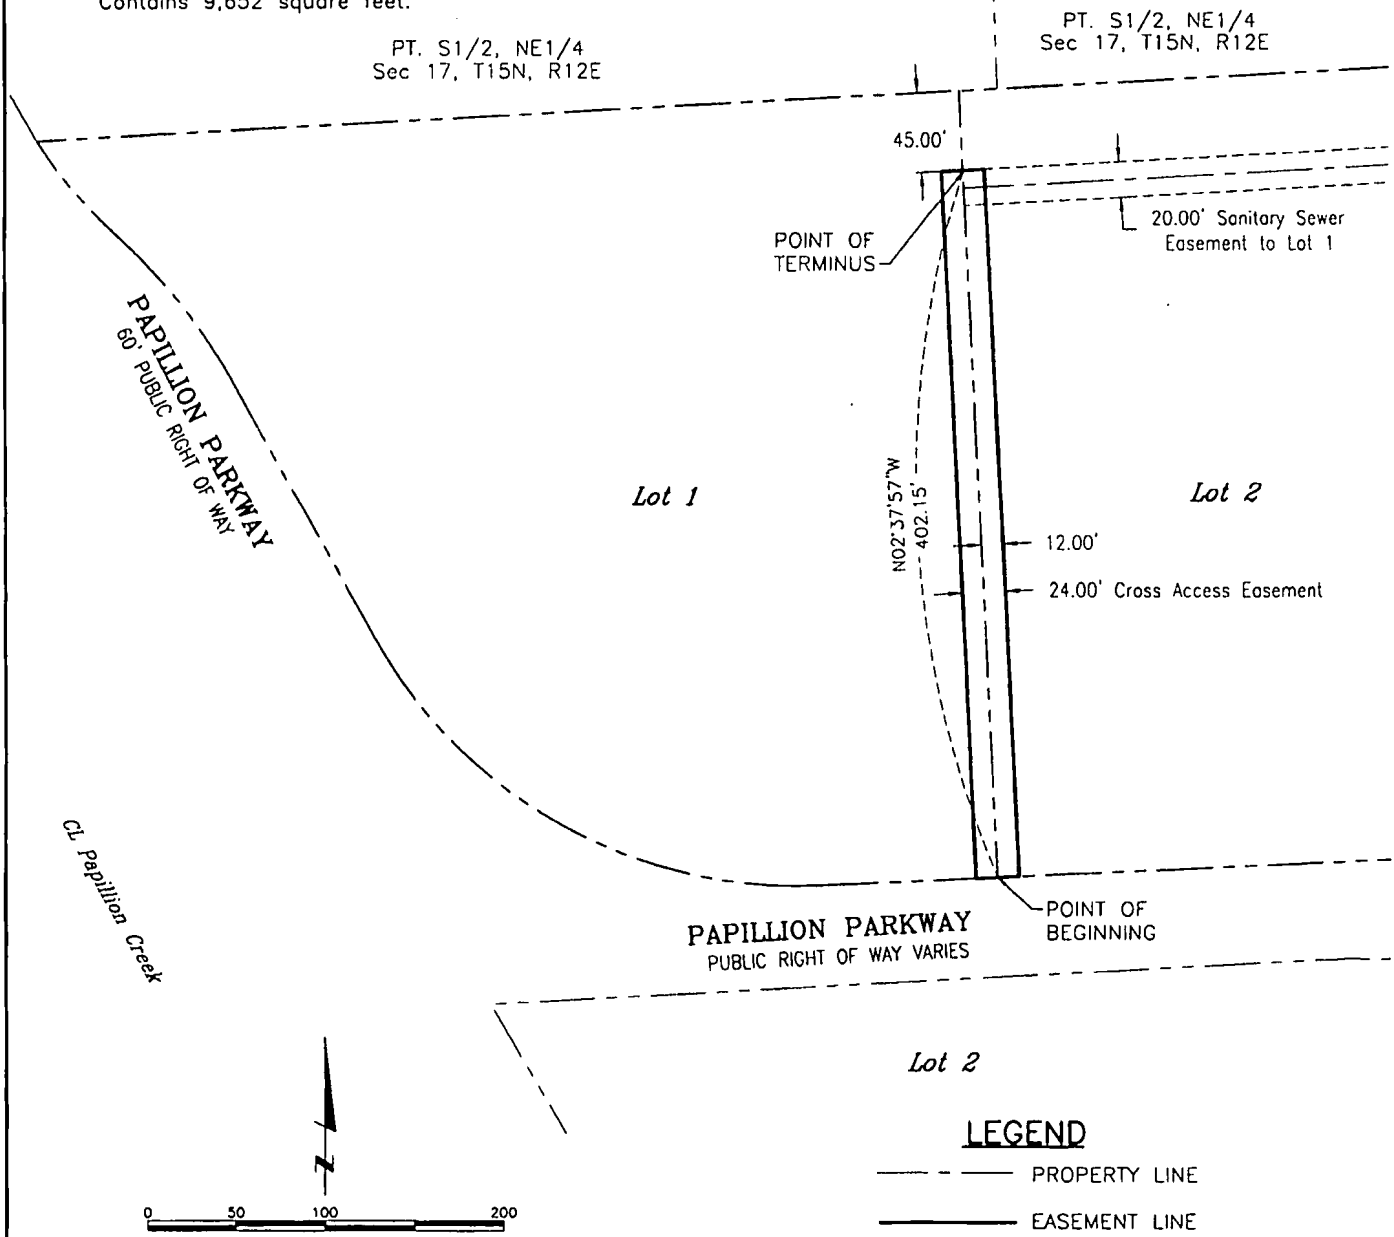 Contains 9,652 square feet.
PT. S1/2, NE1/4
Sec 17, T15N, R12E
PT. S1/2, NE1/4
Sec 17, T15N, R12E
45.00'
POINT OF
TERMINUS
20.00' Sanitary Sewer
Easement to Lot 1
PAPILLION PARKWAY
60' PUBLIC RIGHT OF WAY
Lot 1
N02°37'57"W
402.15'
Lot 2
12.00'
24.00' Cross Access Easement
CL Papillion Creek
PAPILLION PARKWAY
PUBLIC RIGHT OF WAY VARIES
POINT OF
BEGINNING
Lot 2
N
LEGEND
PROPERTY LINE
EASEMENT LINE
0 50 100 200